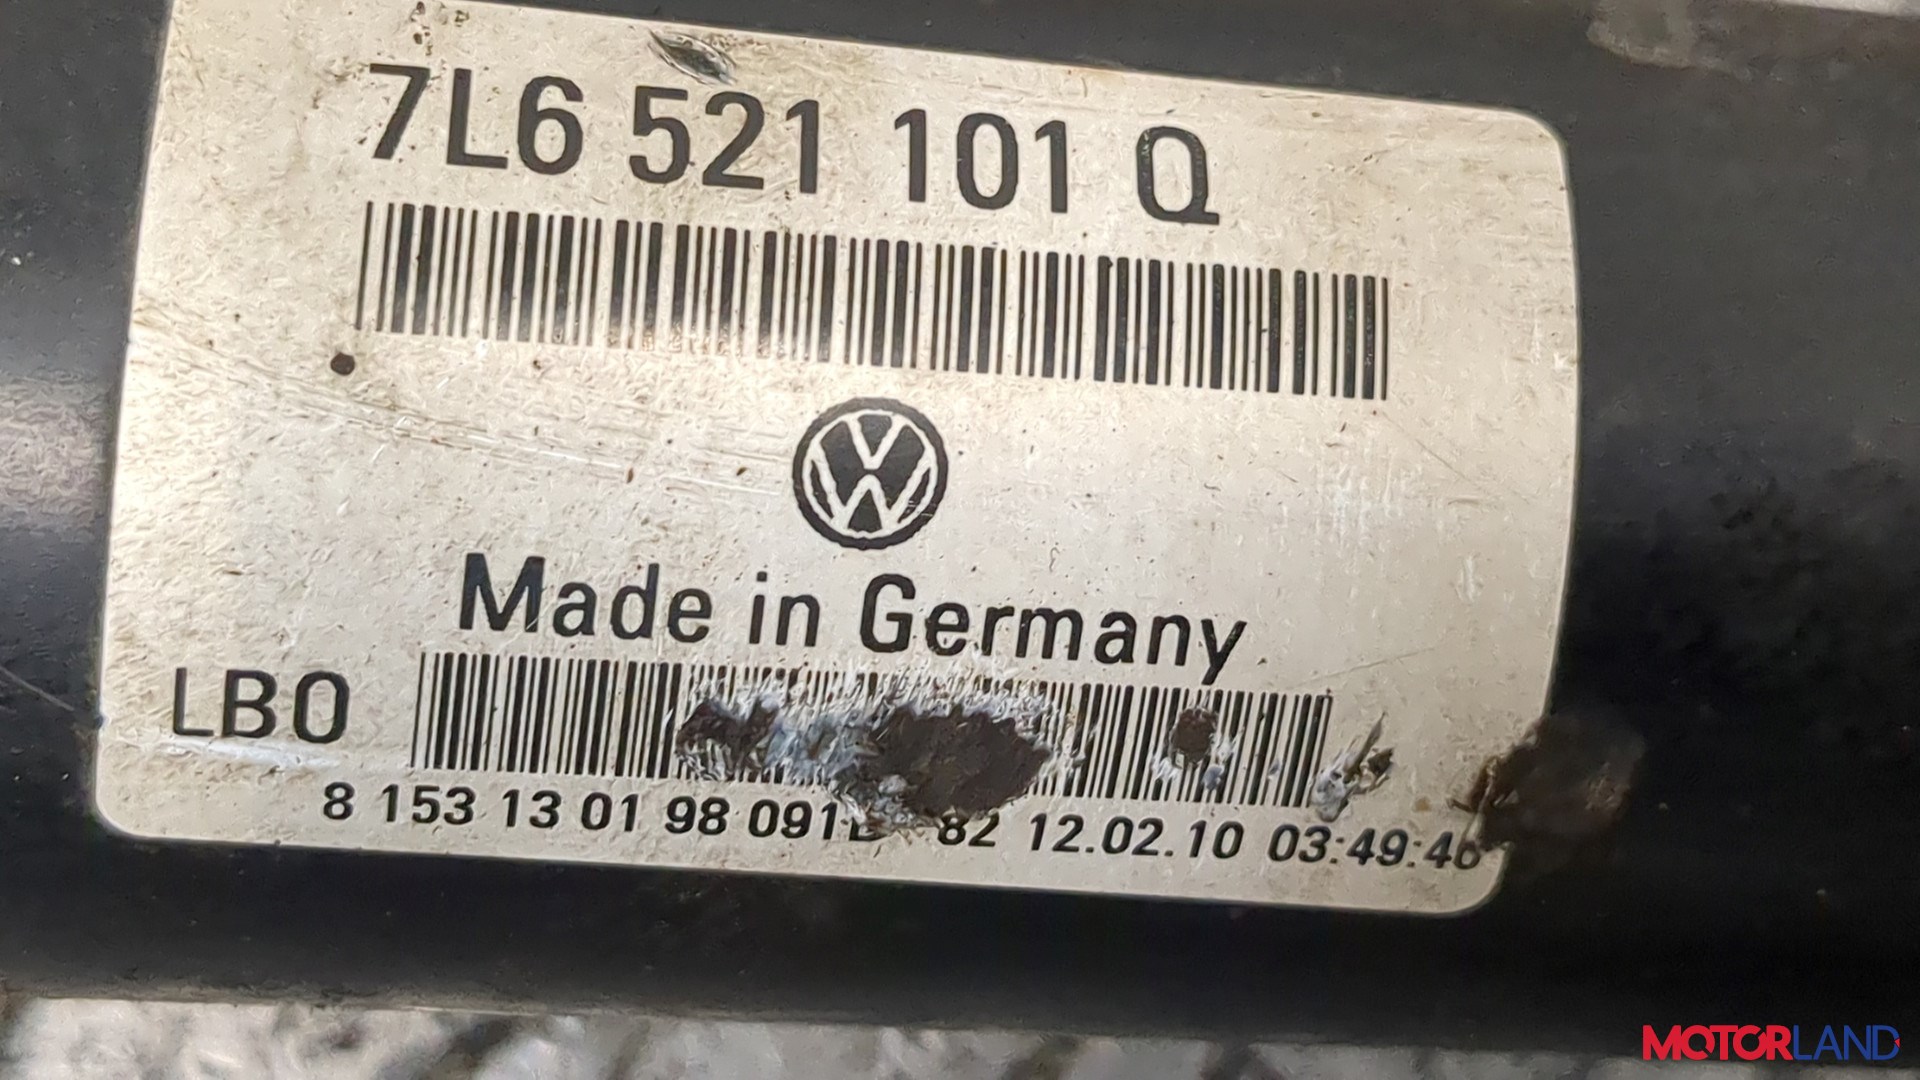 7L6 521 101 Q
Made in Germany
LBO
8 153 13 01 98 091 82 12.02.10 03:49:46
MOTORLAND